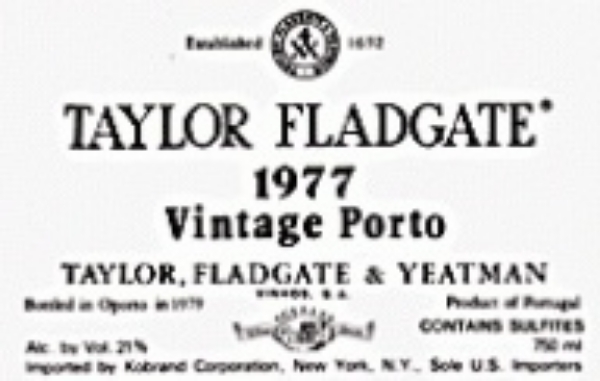 Established 1692
TAYLOR FLADGATE®
1977
Vintage Porto
TAYLOR, FLADGATE & YEATMAN
VINHOS, S.A.
Bottled in Oporto in 1979 Product of Portugal
CONTAINS SULFITES
Alc. by Vol. 21% 750 ml
Imported by Kobrand Corporation, New York, N.Y., Sole U.S. Importers